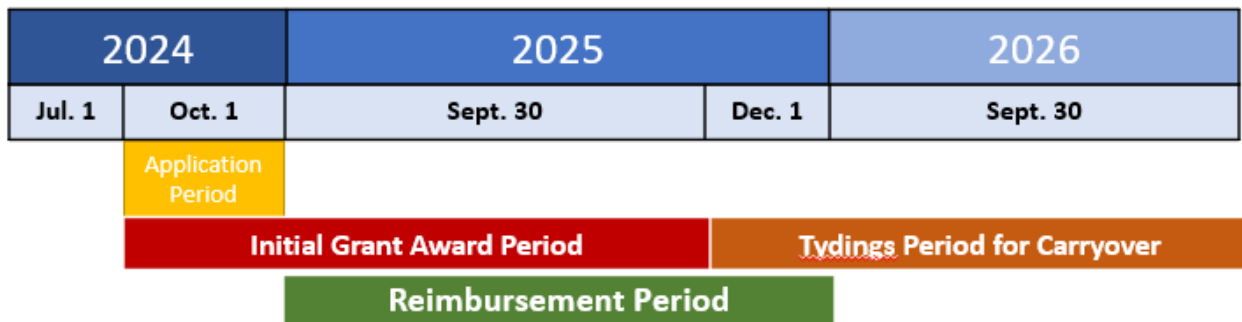 2024 2025 2026
Jul. 1 Oct. 1 Sept. 30 Dec. 1 Sept. 30
Application
Period
Initial Grant Award Period Tydings Period for Carryover
Reimbursement Period